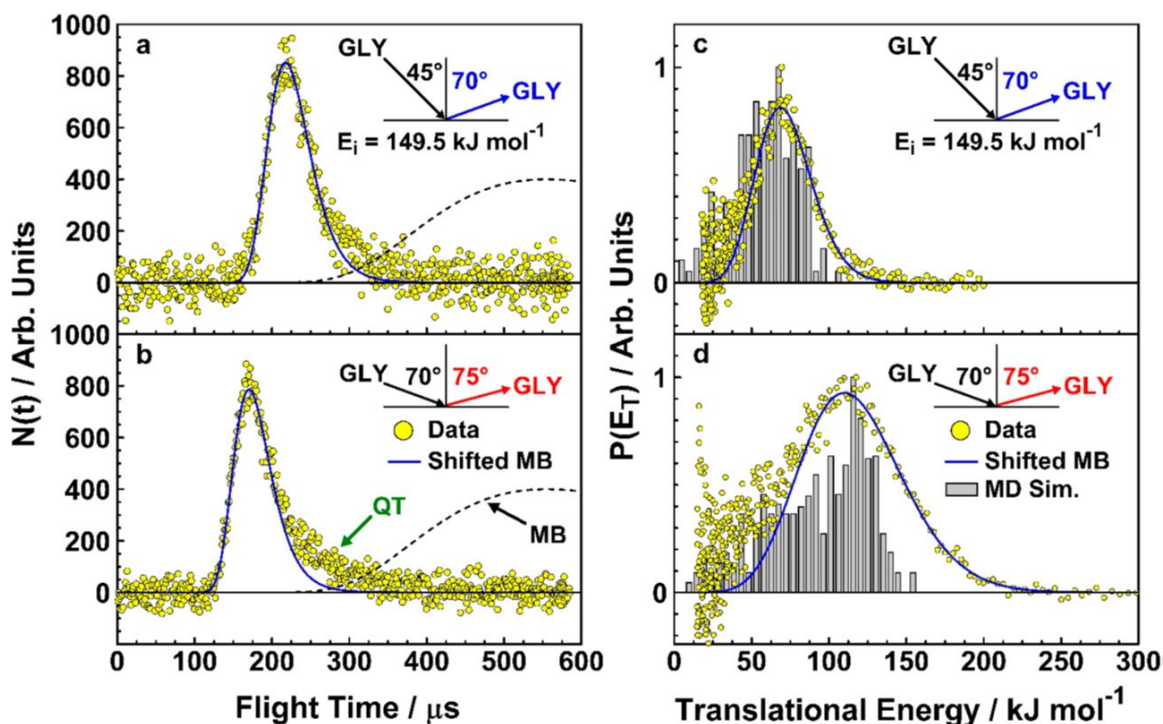 N(t) / Arb. Units
1000
800
600
400
200
0
a
GLY
45°
70°
GLY
Ei = 149.5 kJ mol⁻¹
1000
800
600
400
200
0
b
GLY
70°
75°
GLY
Data
Shifted MB
QT
MB
0 100 200 300 400 500 600
Flight Time / μs
P(ET) / Arb. Units
1
0
c
GLY
45°
70°
GLY
Ei = 149.5 kJ mol⁻¹
1
0
d
GLY
70°
75°
GLY
Data
Shifted MB
MD Sim.
0 50 100 150 200 250 300
Translational Energy / kJ mol⁻¹